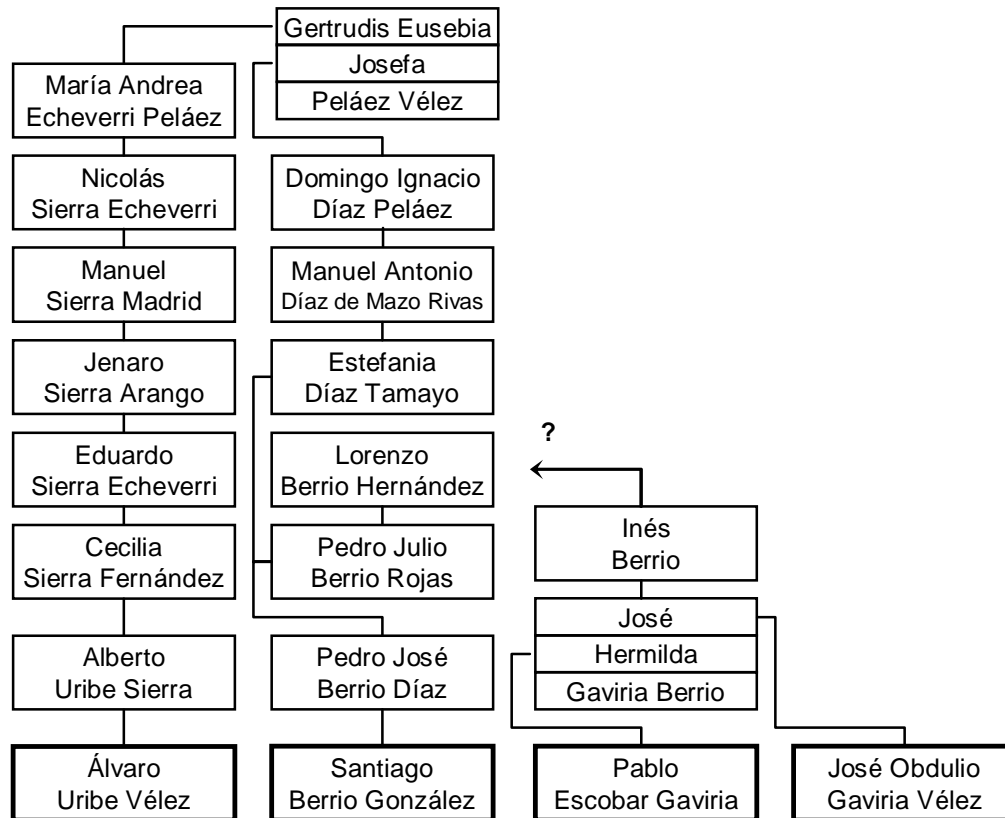 Gertrudis Eusebia
Josefa
Peláez Vélez
María Andrea
Echeverri Peláez
Nicolás
Sierra Echeverri
Domingo Ignacio
Díaz Peláez
Manuel
Sierra Madrid
Manuel Antonio
Díaz de Mazo Rivas
Jenaro
Sierra Arango
Estefania
Díaz Tamayo
Eduardo
Sierra Echeverri
Lorenzo
Berrio Hernández
?
Cecilia
Sierra Fernández
Pedro Julio
Berrio Rojas
Inés
Berrio
Alberto
Uribe Sierra
Pedro José
Berrio Díaz
José
Hermilda
Gaviria Berrio
Álvaro
Uribe Vélez
Santiago
Berrio González
Pablo
Escobar Gaviria
José Obdulio
Gaviria Vélez